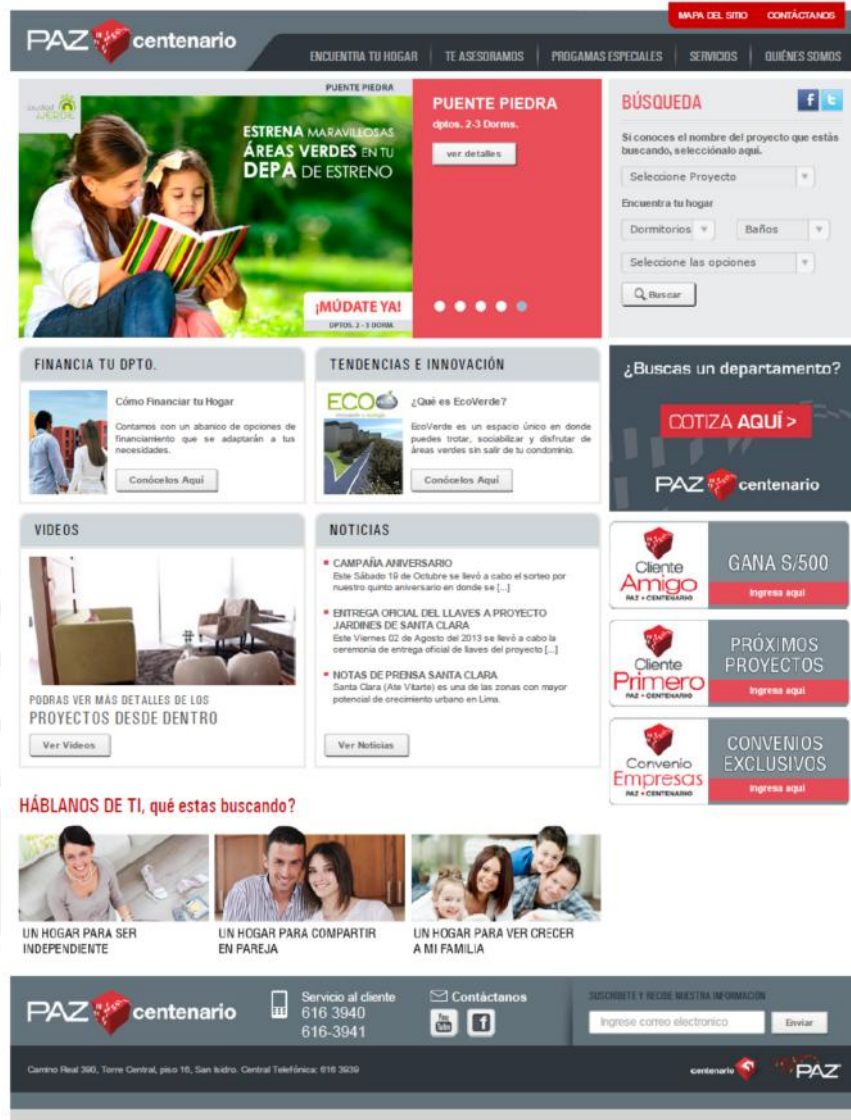 MAPA DEL SITIO
CONTÁCTANOS
PAZ centenario
ENCUENTRA TU HOGAR
TE ASESORAMOS
PROGAMAS ESPECIALES
SERVICIOS
QUIÉNES SOMOS
PUENTE PIEDRA
ESTRENA MARAVILLOSAS
ÁREAS VERDES EN TU
DEPA DE ESTRENO
¡MÚDATE YA!
DPTOS. 2 - 3 DORM.
PUENTE PIEDRA
dptos. 2-3 Dorms.
ver detalles
BÚSQUEDA
Si conoces el nombre del proyecto que estás
buscando, selecciónalo aquí.
Seleccione Proyecto
Encuentra tu hogar
Dormitorios
Baños
Seleccione las opciones
Buscar
FINANCIA TU DPTO.
Cómo Financiar tu Hogar
Contamos con un abanico de opciones de
financiamiento que se adaptarán a tus
necesidades.
Conócelos Aquí
TENDENCIAS E INNOVACIÓN
ECO
¿Qué es EcoVerde?
EcoVerde es un espacio único en donde
puedes trotar, sociabilizar y disfrutar de
áreas verdes sin salir de tu condominio.
Conócelos Aquí
¿Buscas un departamento?
COTIZA AQUÍ >
PAZ centenario
VIDEOS
PODRAS VER MÁS DETALLES DE LOS
PROYECTOS DESDE DENTRO
Ver Videos
NOTICIAS
CAMPAÑA ANIVERSARIO
Este Sábado 19 de Octubre se llevó a cabo el sorteo por
nuestro quinto aniversario en donde se [...]
ENTREGA OFICIAL DEL LLAVES A PROYECTO
JARDINES DE SANTA CLARA
Este Viernes 02 de Agosto del 2013 se llevó a cabo la
ceremonia de entrega oficial de llaves del proyecto [...]
NOTAS DE PRENSA SANTA CLARA
Santa Clara (Ate Vitarte) es una de las zonas con mayor
potencial de crecimiento urbano en Lima.
Ver Noticias
Cliente
Amigo
PAZ • CENTENARIO
GANA S/500
Ingresa aquí
Cliente
Primero
PAZ • CENTENARIO
PRÓXIMOS
PROYECTOS
Ingresa aquí
Convenio
Empresas
PAZ • CENTENARIO
CONVENIOS
EXCLUSIVOS
Ingresa aquí
HÁBLANOS DE TI, qué estas buscando?
UN HOGAR PARA SER
INDEPENDIENTE
UN HOGAR PARA COMPARTIR
EN PAREJA
UN HOGAR PARA VER CRECER
A MI FAMILIA
PAZ centenario
Servicio al cliente
616 3940
616-3941
Contáctanos
You Tube
SUSCRÍBETE Y RECIBE NUESTRA INFORMACIÓN
Ingrese correo electronico
Enviar
Camino Real 390, Torre Central, piso 16, San Isidro. Central Telefónica: 616 3939
centenario
PAZ